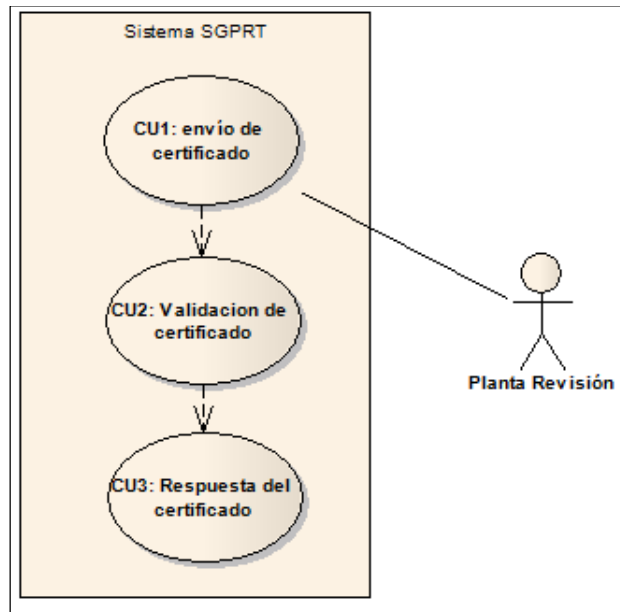 Sistema SGPRT
CU1: envío de
certificado
CU2: Validacion de
certificado
Planta Revisión
CU3: Respuesta del
certificado